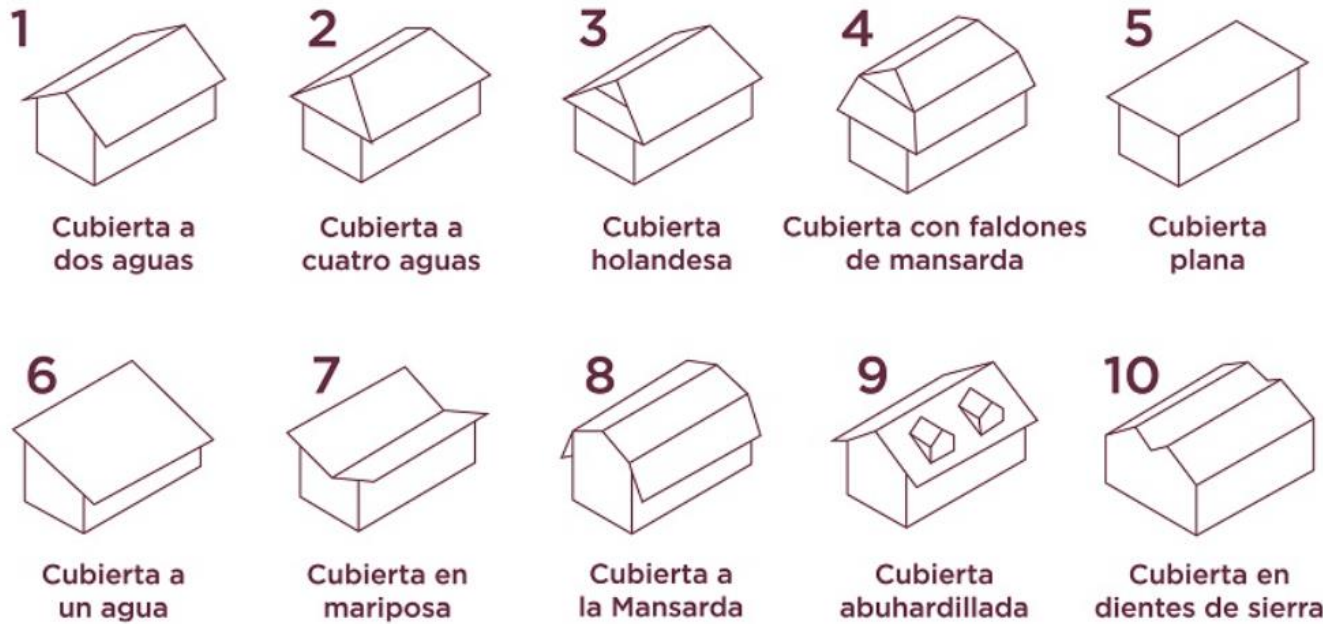 1
Cubierta a
dos aguas
2
Cubierta a
cuatro aguas
3
Cubierta
holandesa
4
Cubierta con faldones
de mansarda
5
Cubierta
plana
6
Cubierta a
un agua
7
Cubierta en
mariposa
8
Cubierta a
la Mansarda
9
Cubierta
abuhardillada
10
Cubierta en
dientes de sierra